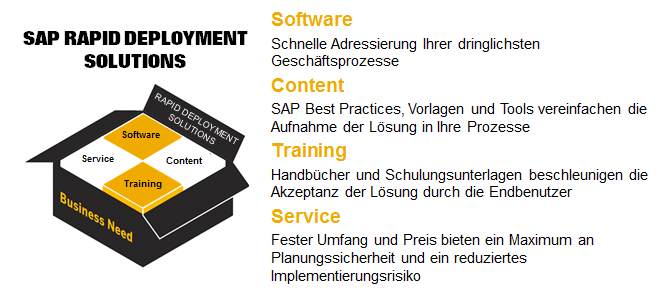 SAP RAPID DEPLOYMENT
SOLUTIONS
RAPID DEPLOYMENT
SOLUTIONS
Software
Service
Content
Training
Business Need
Software
Schnelle Adressierung Ihrer dringlichsten
Geschäftsprozesse
Content
SAP Best Practices, Vorlagen und Tools vereinfachen die
Aufnahme der Lösung in Ihre Prozesse
Training
Handbücher und Schulungsunterlagen beschleunigen die
Akzeptanz der Lösung durch die Endbenutzer
Service
Fester Umfang und Preis bieten ein Maximum an
Planungssicherheit und ein reduziertes
Implementierungsrisiko